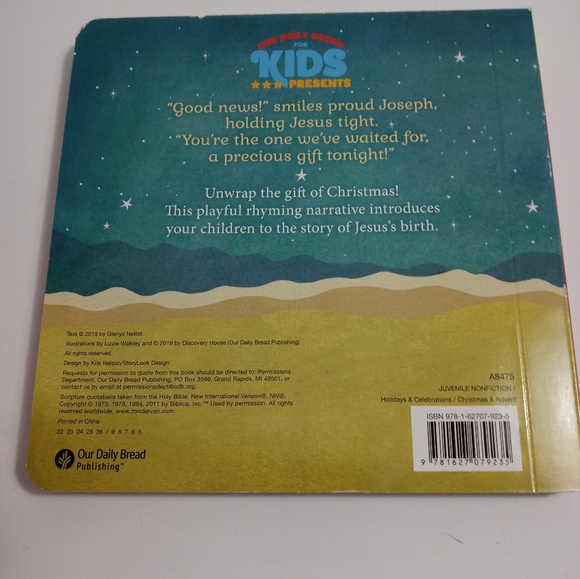 OUR DAILY BREAD
FOR
KIDS
PRESENTS
“Good news!” smiles proud Joseph,
holding Jesus tight.
“You’re the one we’ve waited for,
a precious gift tonight!”
Unwrap the gift of Christmas!
This playful rhyming narrative introduces
your children to the story of Jesus’s birth.
Text © 2019 by Glenys Nellist
Illustrations by Lizzie Walkley and © 2019 by Discovery House (Our Daily Bread Publishing)
All rights reserved.
Design by Kris Nelson/StoryLook Design
Requests for permission to quote from this book should be directed to: Permissions
Department, Our Daily Bread Publishing, PO Box 3566, Grand Rapids, MI 49501, or
contact us by email at permissionsdept@odb.org.
Scripture quotations taken from the Holy Bible, New International Version®, NIV®.
Copyright © 1973, 1978, 1984, 2011 by Biblica, Inc.™ Used by permission. All rights
reserved worldwide. www.zondervan.com.
Printed in China
22 23 24 25 26 / 9 8 7 6 5
Our Daily Bread
Publishing™
A8475
JUVENILE NONFICTION /
Holidays & Celebrations / Christmas & Advent
ISBN 978-1-62707-923-5
9 781627 079235